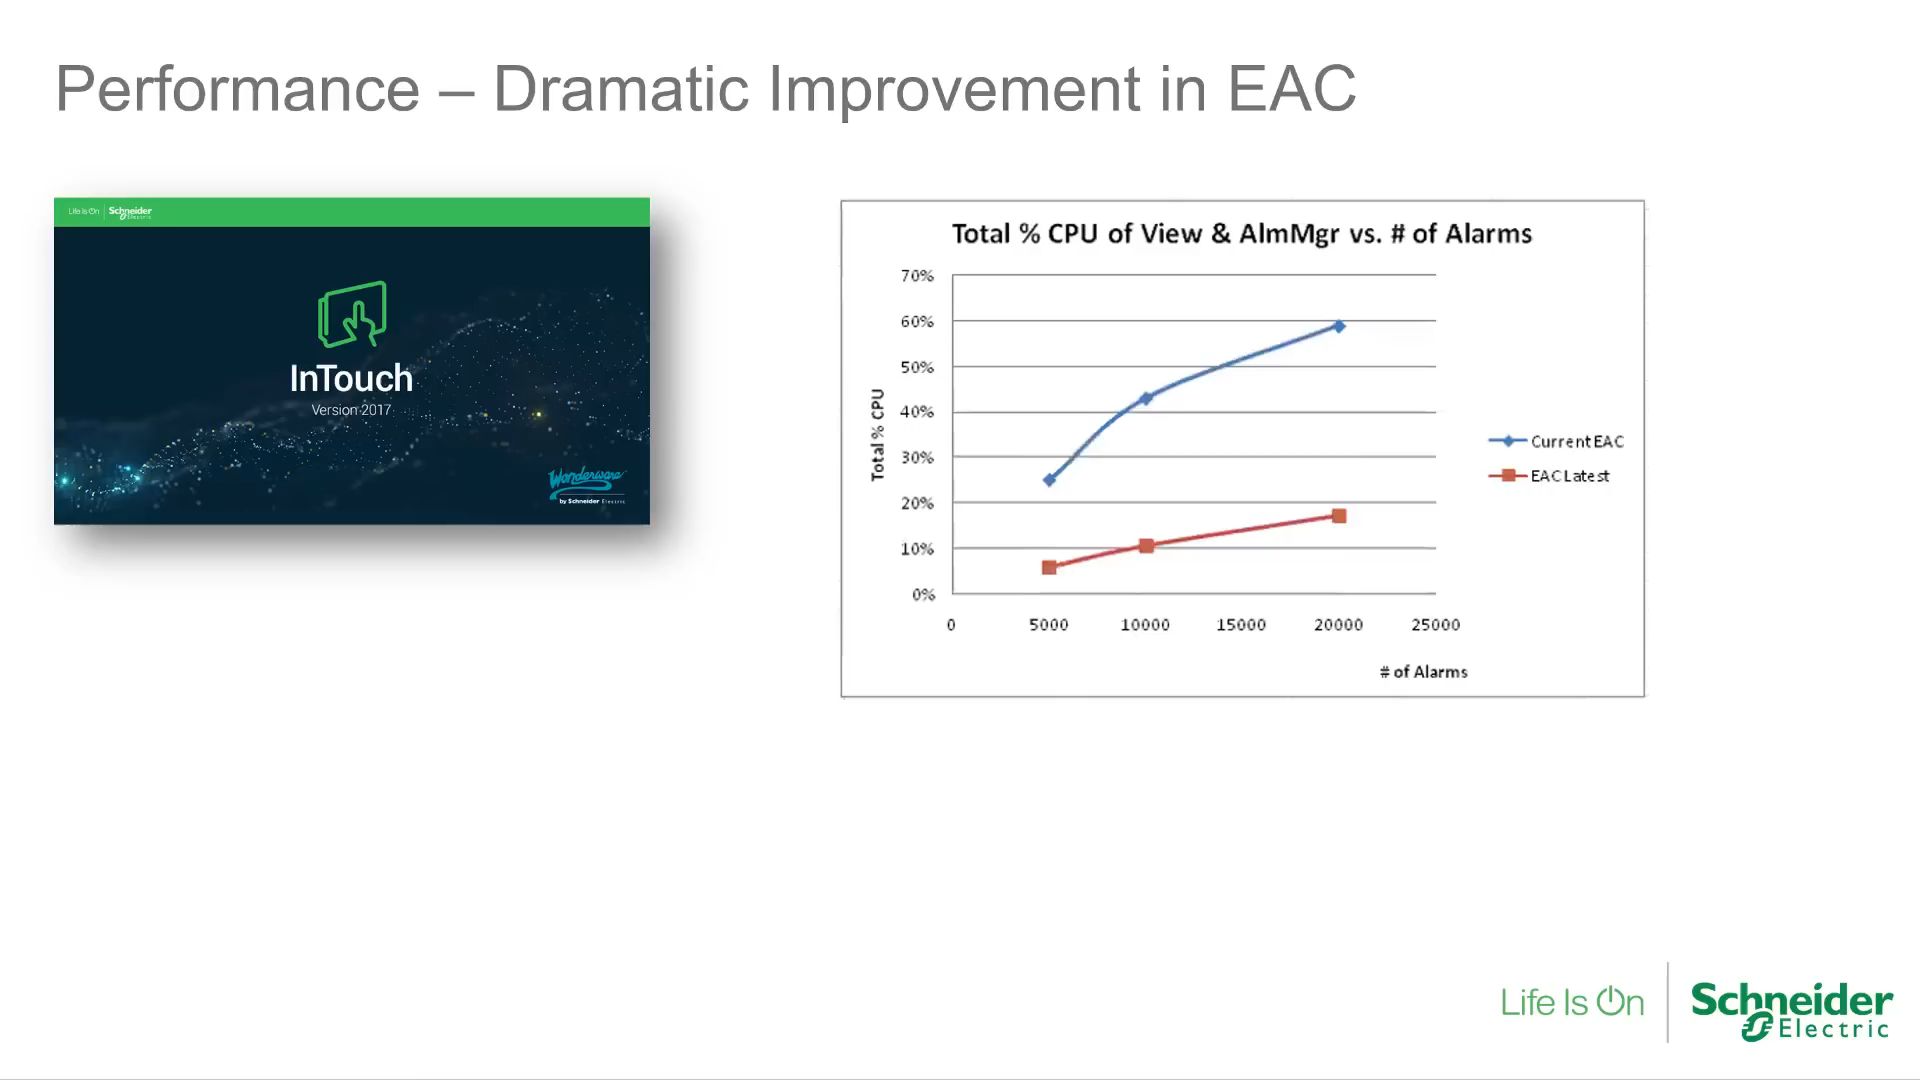 Performance – Dramatic Improvement in EAC
Life Is On | Schneider Electric
InTouch
Version 2017
Wonderware
by Schneider Electric
Total % CPU of View & AlmMgr vs. # of Alarms
70%
60%
50%
40%
30%
20%
10%
0%
Total % CPU
0 5000 10000 15000 20000 25000
# of Alarms
Current EAC
EAC Latest
Life Is On
Schneider
Electric